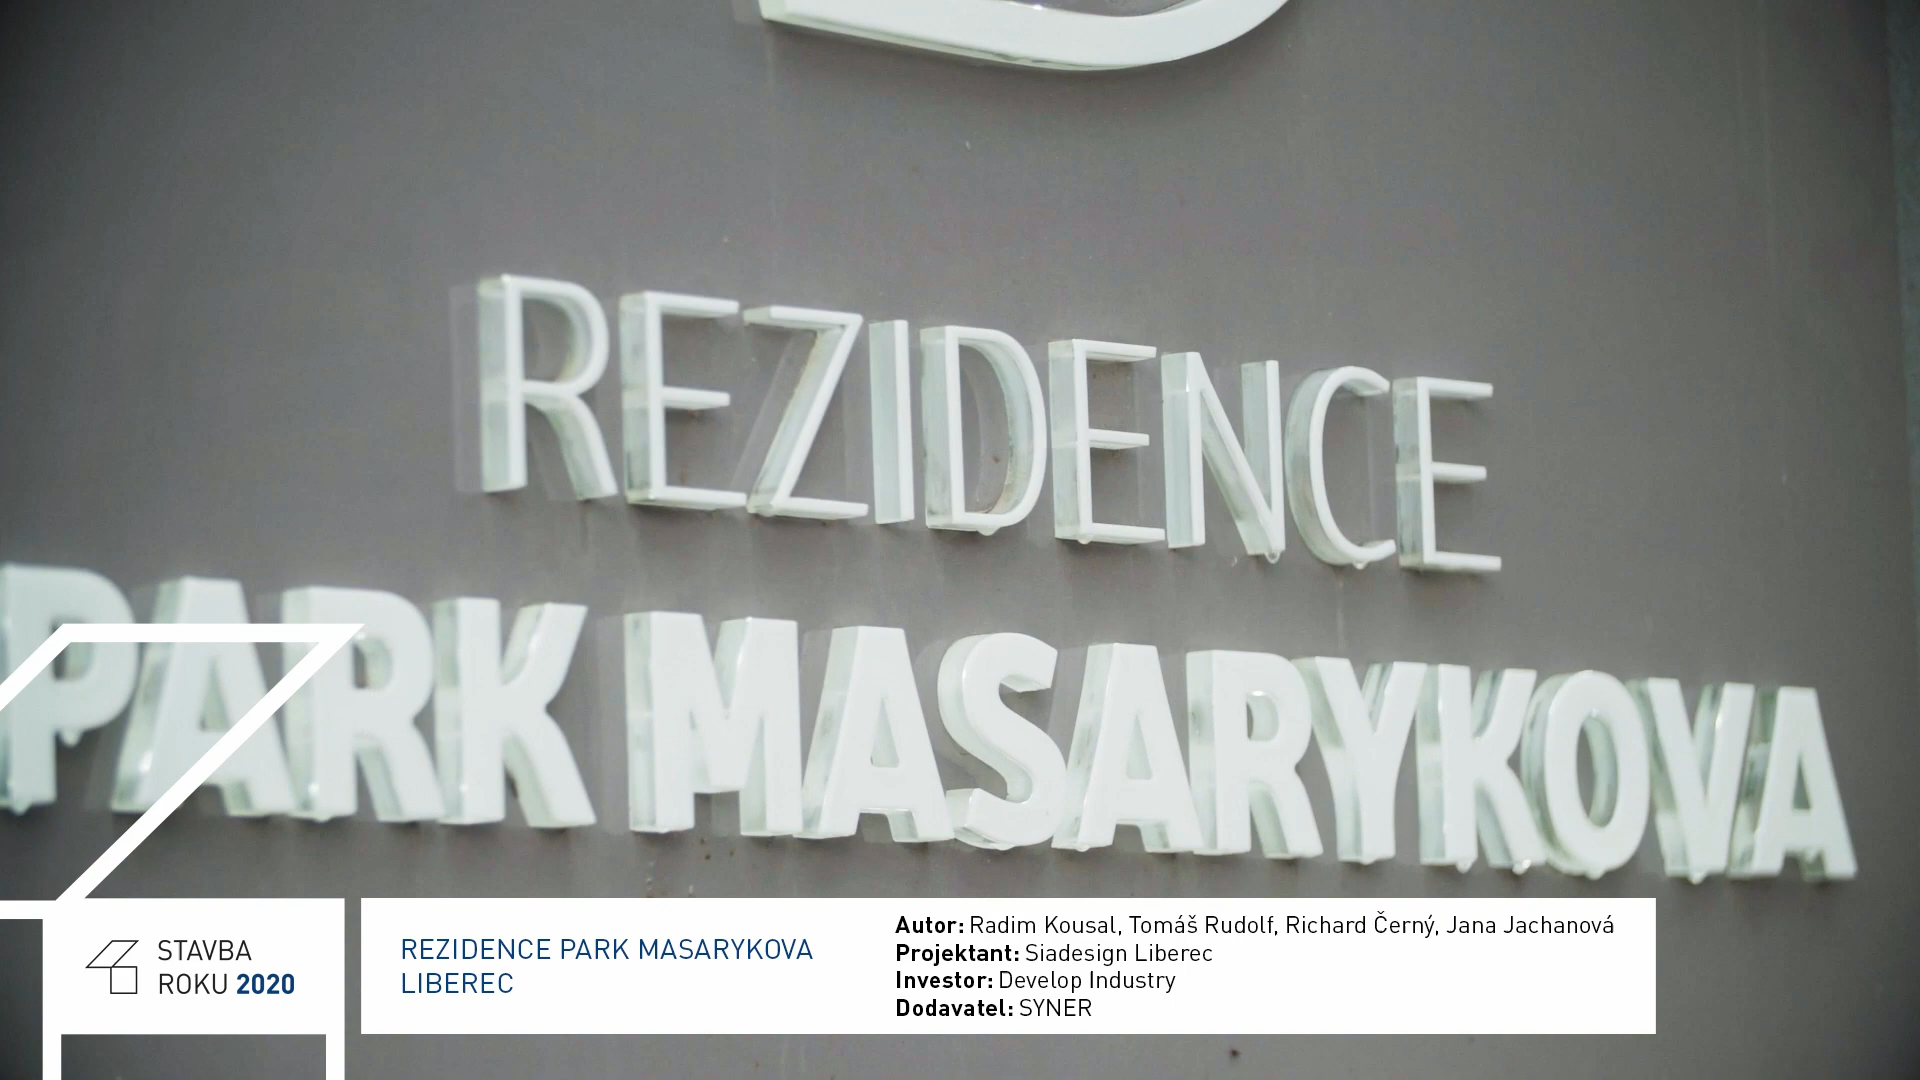 REZIDENCE
PARK MASARYKOVA
STAVBA
ROKU 2020
REZIDENCE PARK MASARYKOVA
LIBEREC
Autor: Radim Kousal, Tomáš Rudolf, Richard Černý, Jana Jachanová
Projektant: Siadesign Liberec
Investor: Develop Industry
Dodavatel: SYNER